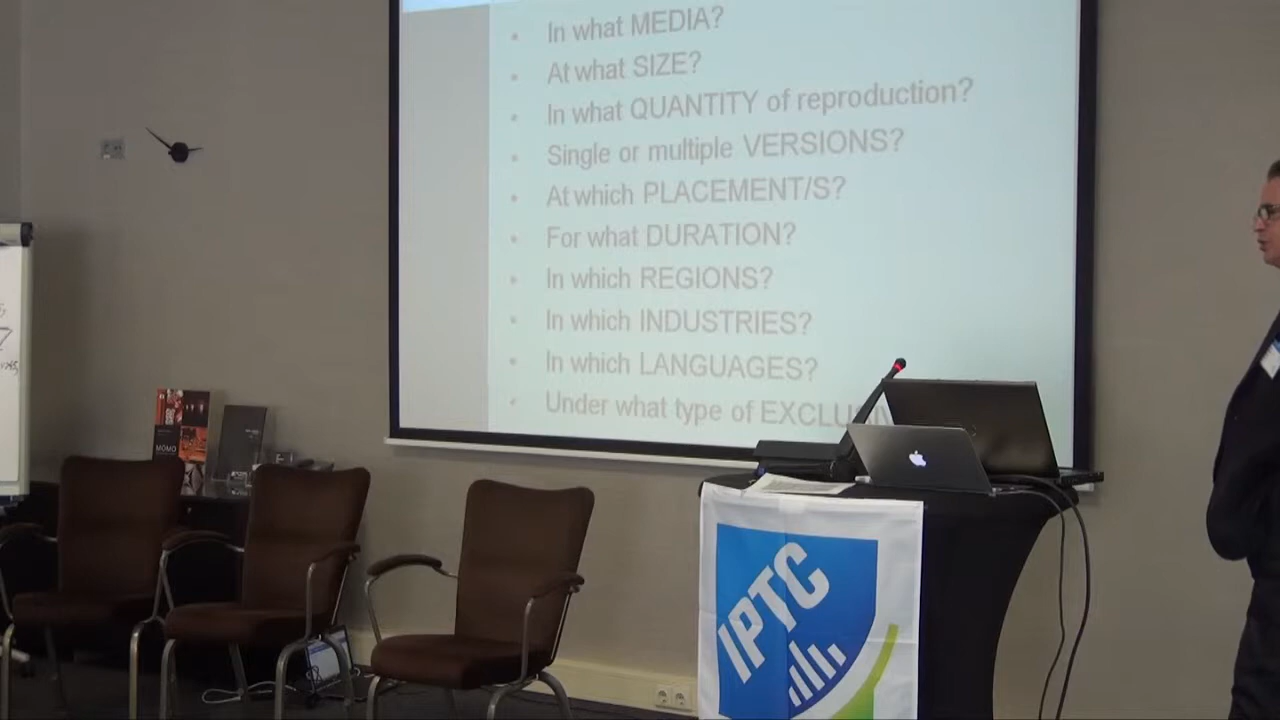 In what MEDIA?
At what SIZE?
In what QUANTITY of reproduction?
Single or multiple VERSIONS?
At which PLACEMENT/S?
For what DURATION?
In which REGIONS?
In which INDUSTRIES?
In which LANGUAGES?
Under what type of
MOMO
IPTC